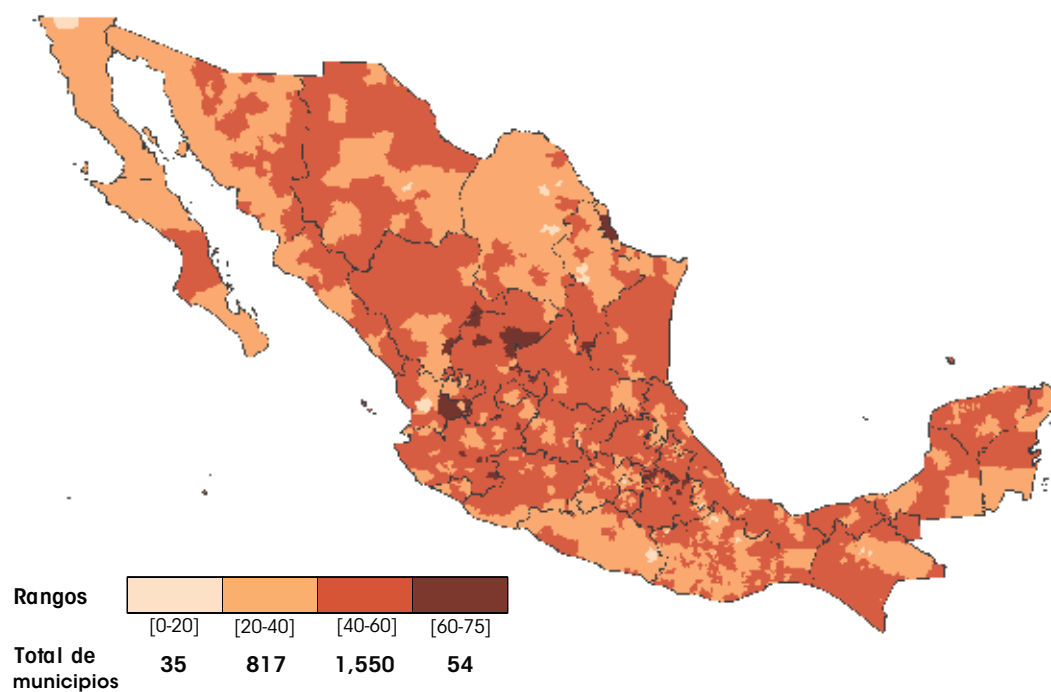 Rangos
[0-20] [20-40] [40-60] [60-75]
Total de
municipios
35 817 1,550 54